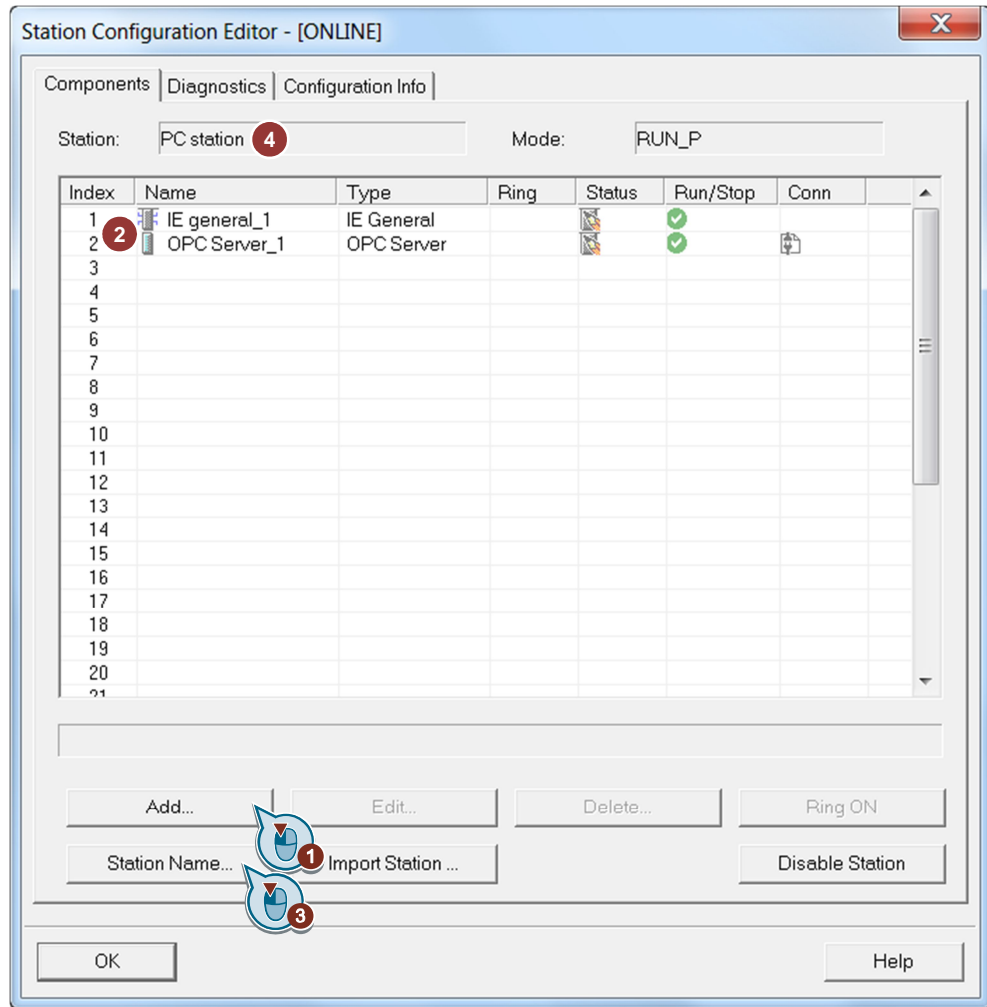 Station Configuration Editor - [ONLINE]
Components Diagnostics Configuration Info
Station: PC station 4 Mode: RUN_P
Index Name Type Ring Status Run/Stop Conn
1 IE general_1 IE General
2
2 OPC Server_1 OPC Server
3
4
5
6
7
8
9
10
11
12
13
14
15
16
17
18
19
20
21
Add... Edit... Delete... Ring ON
1
Station Name... Import Station ... Disable Station
3
OK Help